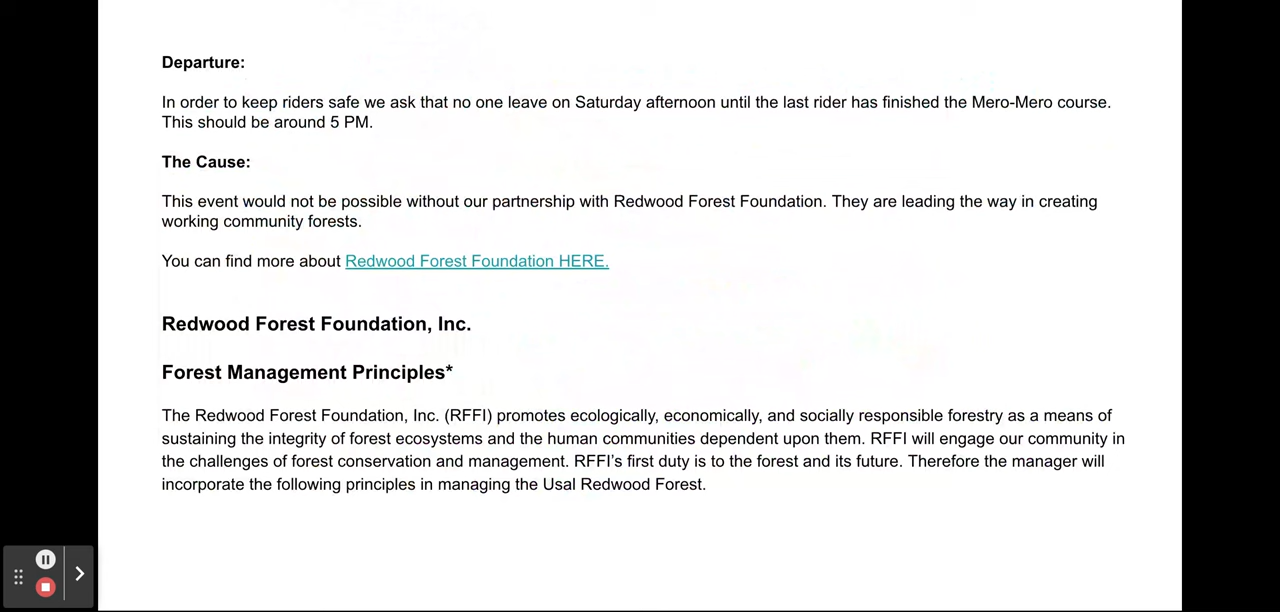 Departure:
In order to keep riders safe we ask that no one leave on Saturday afternoon until the last rider has finished the Mero-Mero course.
This should be around 5 PM.
The Cause:
This event would not be possible without our partnership with Redwood Forest Foundation. They are leading the way in creating
working community forests.
You can find more about Redwood Forest Foundation HERE.
Redwood Forest Foundation, Inc.
Forest Management Principles*
The Redwood Forest Foundation, Inc. (RFFI) promotes ecologically, economically, and socially responsible forestry as a means of
sustaining the integrity of forest ecosystems and the human communities dependent upon them. RFFI will engage our community in
the challenges of forest conservation and management. RFFI's first duty is to the forest and its future. Therefore the manager will
incorporate the following principles in managing the Usal Redwood Forest.